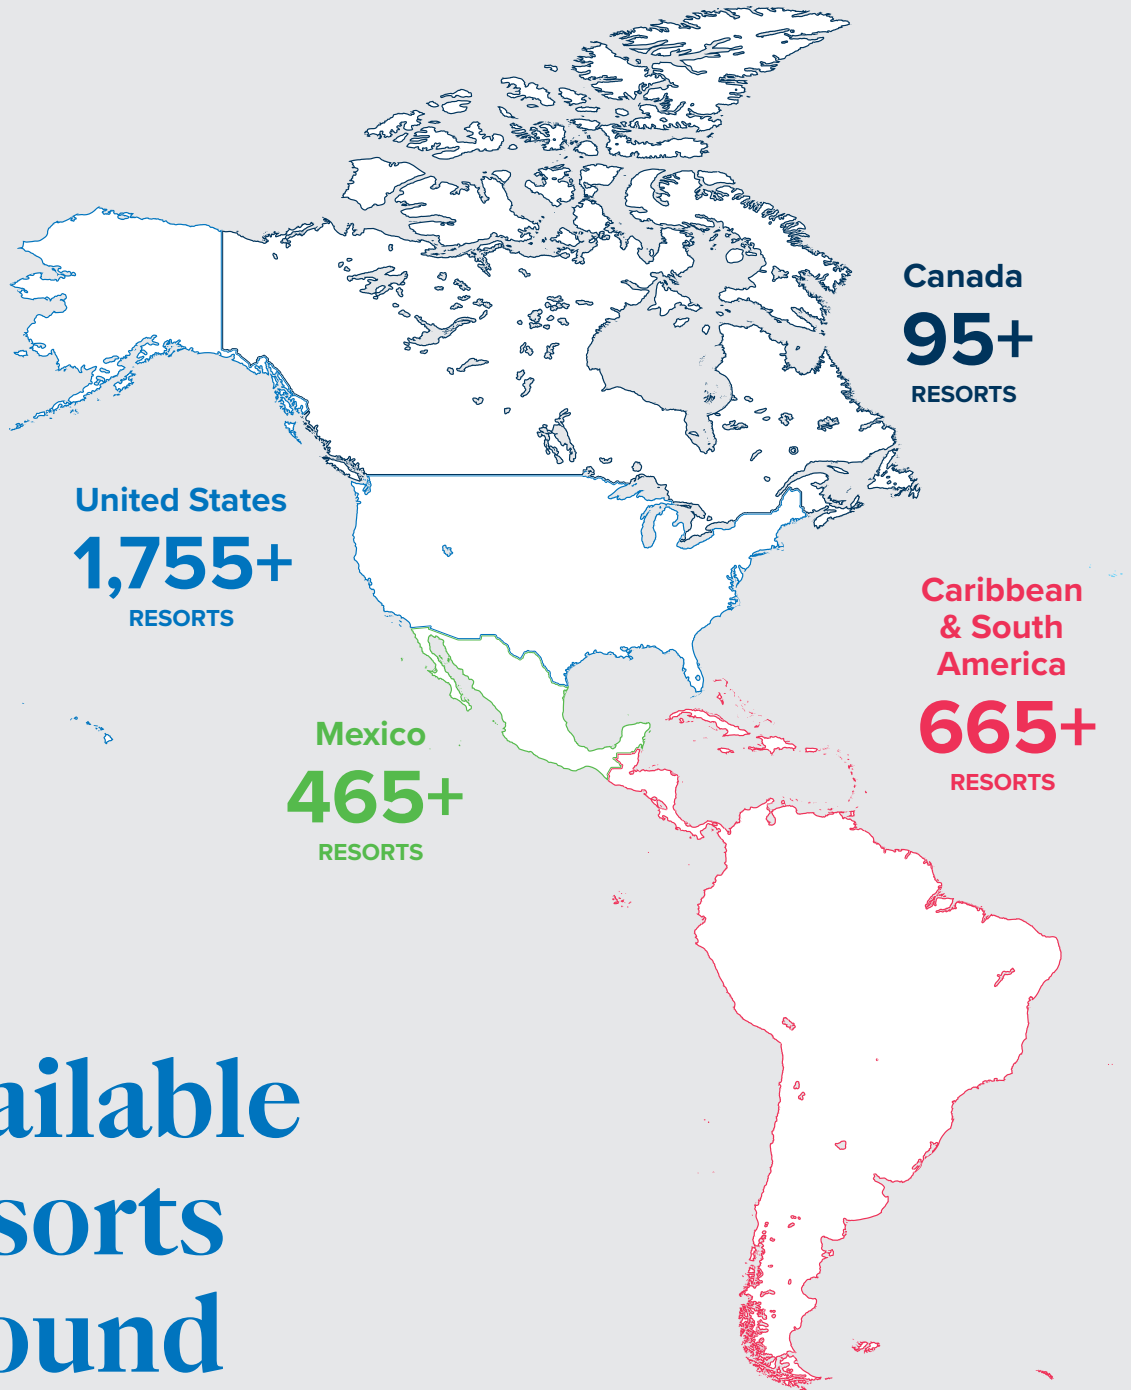 Canada
95+
RESORTS
United States
1,755+
RESORTS
Caribbean
& South
America
665+
RESORTS
Mexico
465+
RESORTS
ailable
sorts
ound